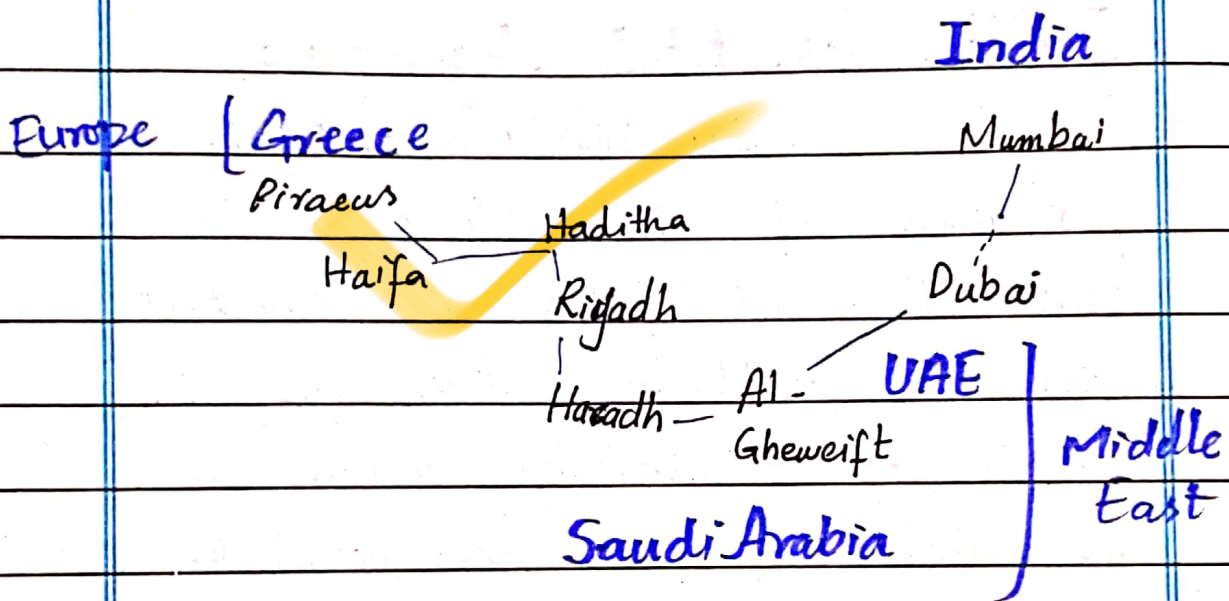 India
Europe [ Greece
Mumbai
Piraeus
Haditha
Haifa
Dubai
Riyadh
UAE
Al-
Haradh
Gheweift
Middle
East
Saudi Arabia